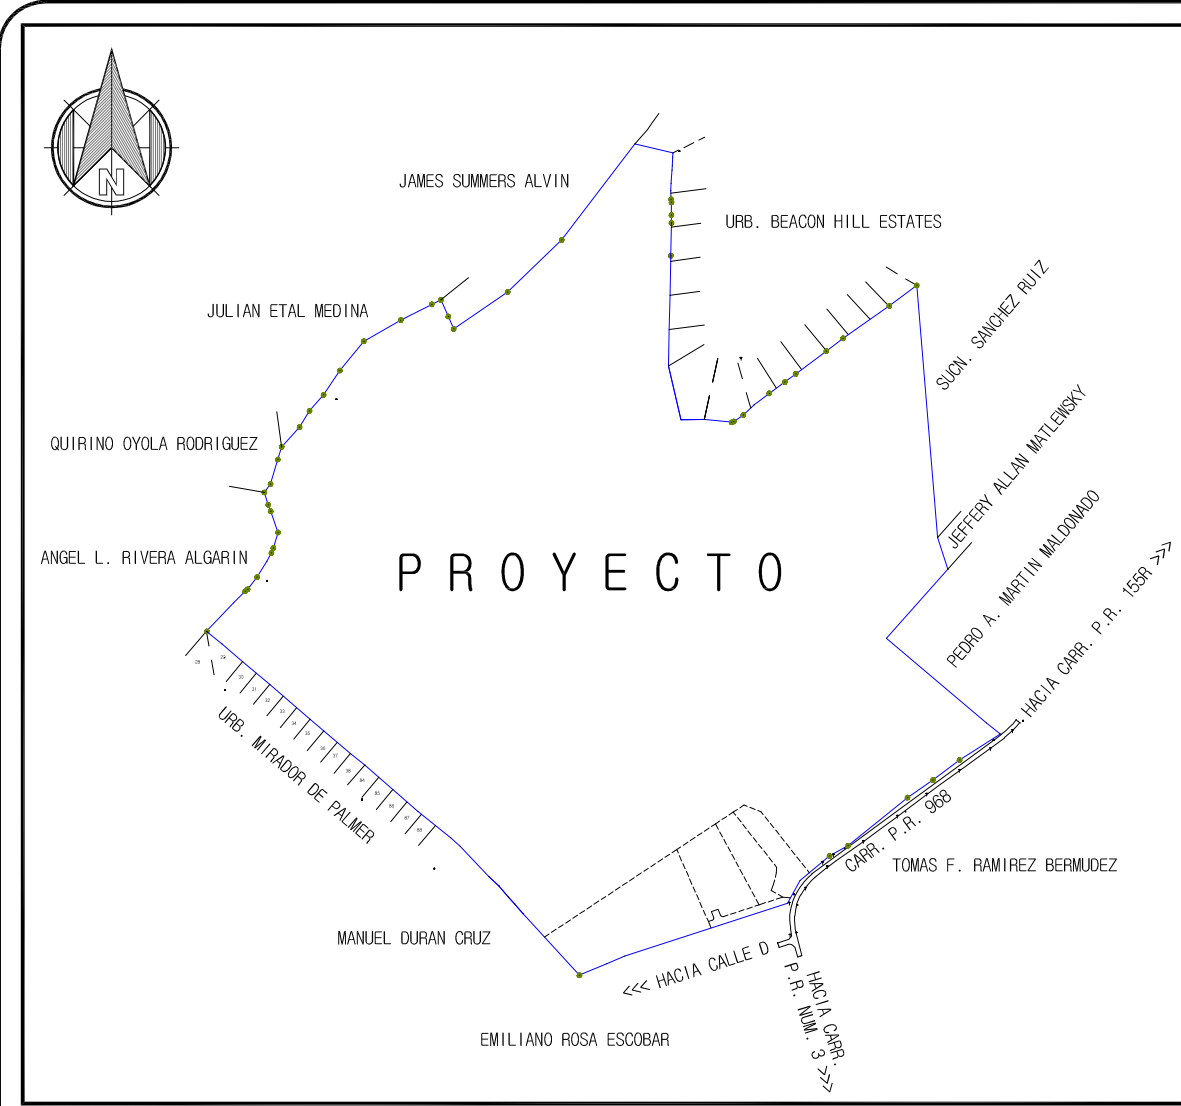 N
JAMES SUMMERS ALVIN
URB. BEACON HILL ESTATES
JULIAN ETAL MEDINA
SUCN. SANCHEZ RUIZ
QUIRINO OYOLA RODRIGUEZ
JEFFERY ALLAN MATLEWSKY
ANGEL L. RIVERA ALGARIN
PROYECTO
PEDRO A. MARTIN MALDONADO
HACIA CARR. P.R. 155R >>>
URB. MIRADOR DE PALMER
CARR. P.R. 968
TOMAS F. RAMIREZ BERMUDEZ
MANUEL DURAN CRUZ
<<< HACIA CALLE D
HACIA CARR.
P.R. NUM. 3 >>>
EMILIANO ROSA ESCOBAR